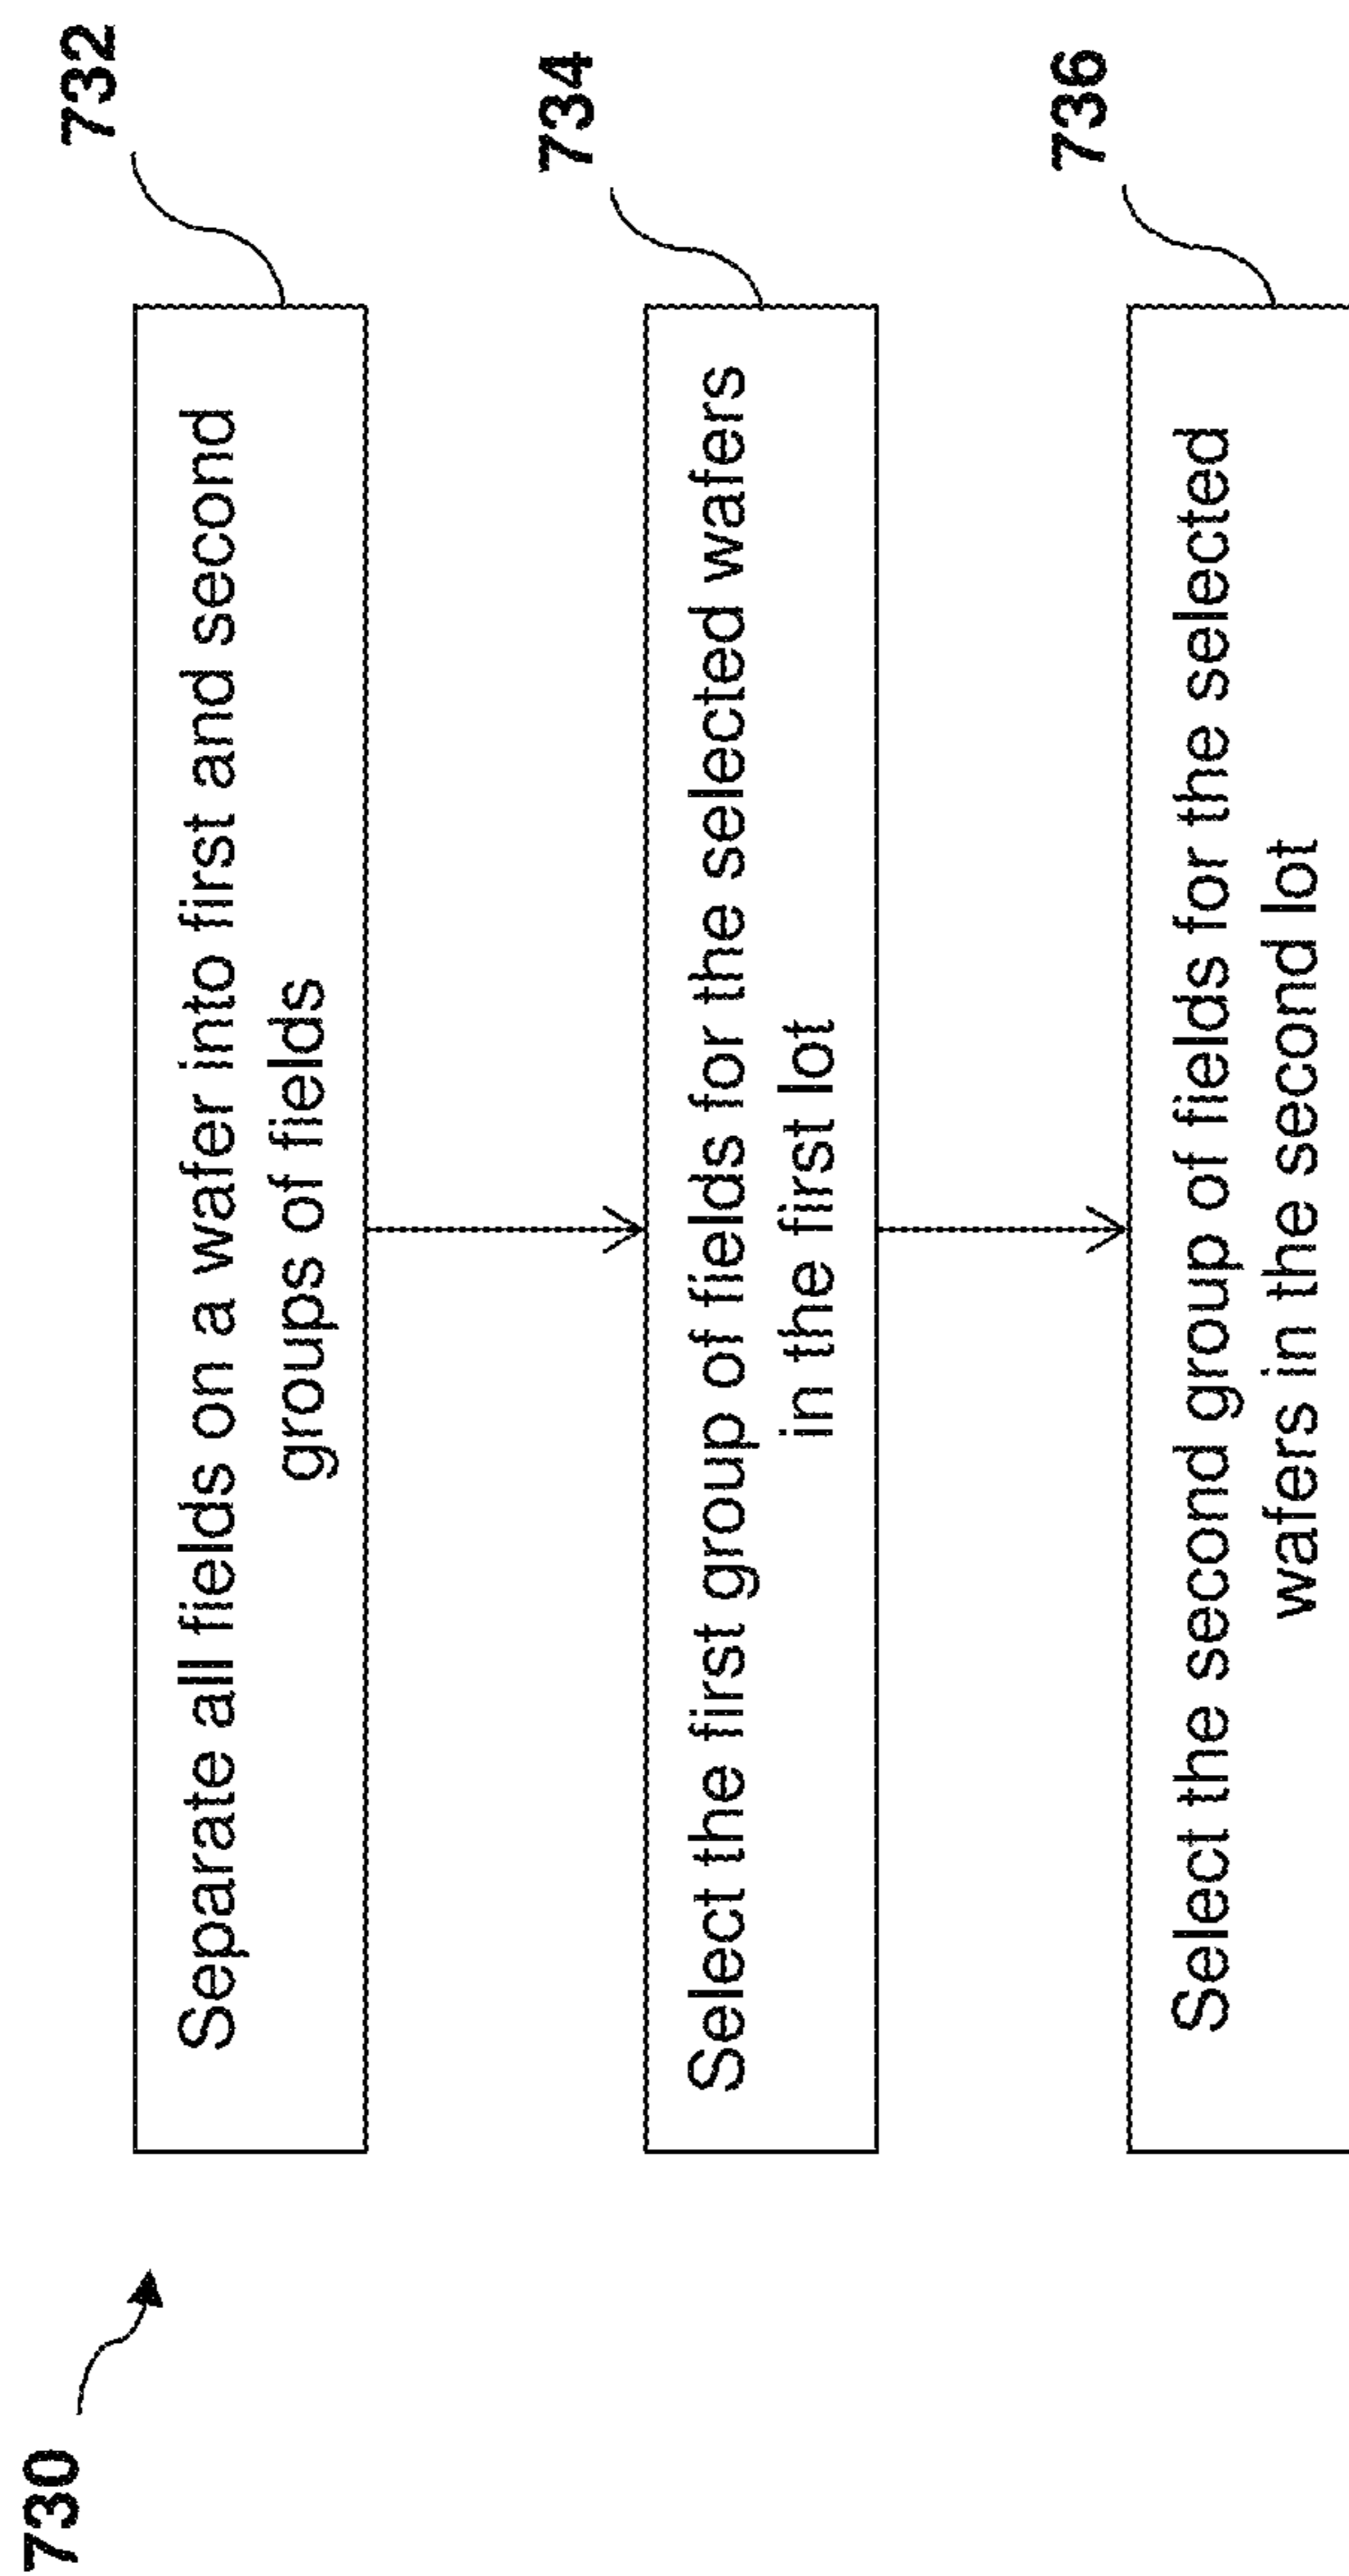 730
732
Separate all fields on a wafer into first and second
groups of fields
734
Select the first group of fields for the selected wafers
in the first lot
736
Select the second group of fields for the selected
wafers in the second lot